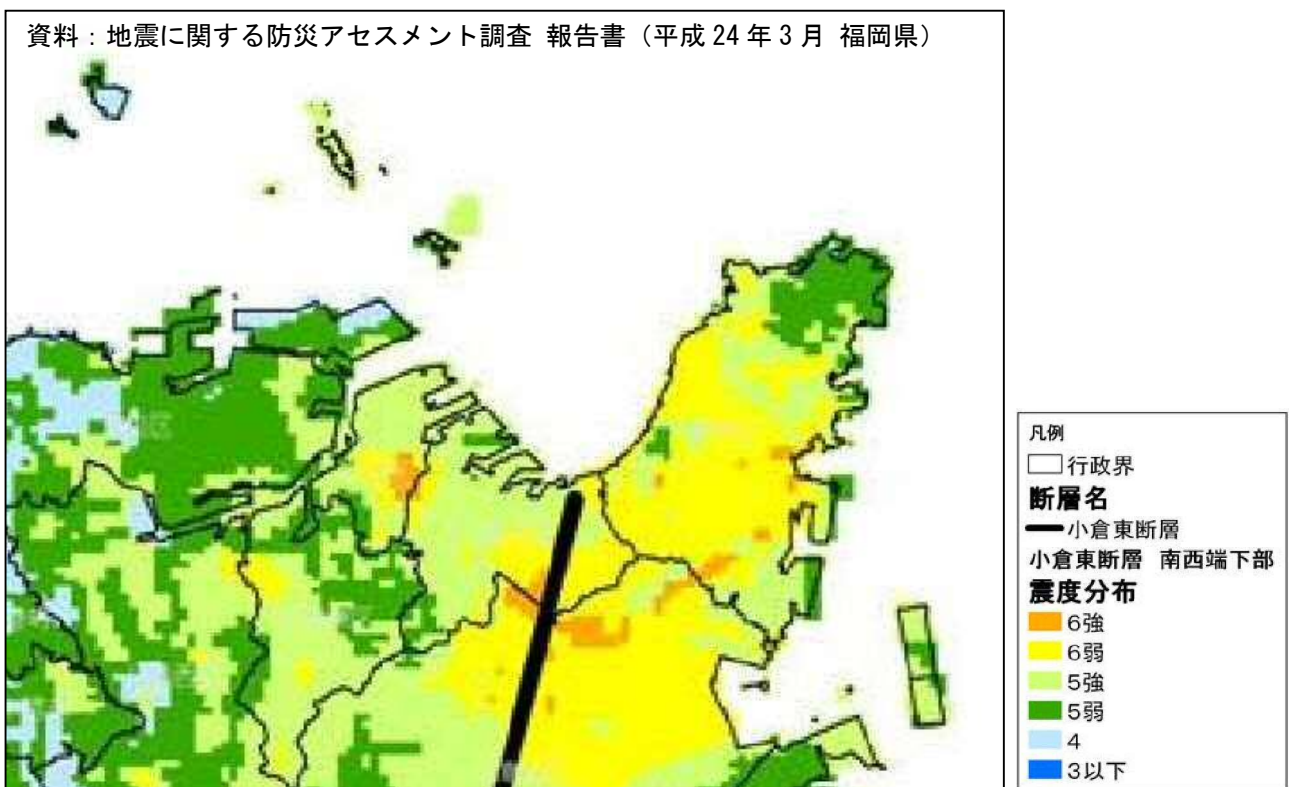 資料：地震に関する防災アセスメント調査 報告書（平成 24 年 3 月 福岡県）
凡例
行政界
断層名
小倉東断層
小倉東断層 南西端下部
震度分布
6強
6弱
5強
5弱
4
3以下